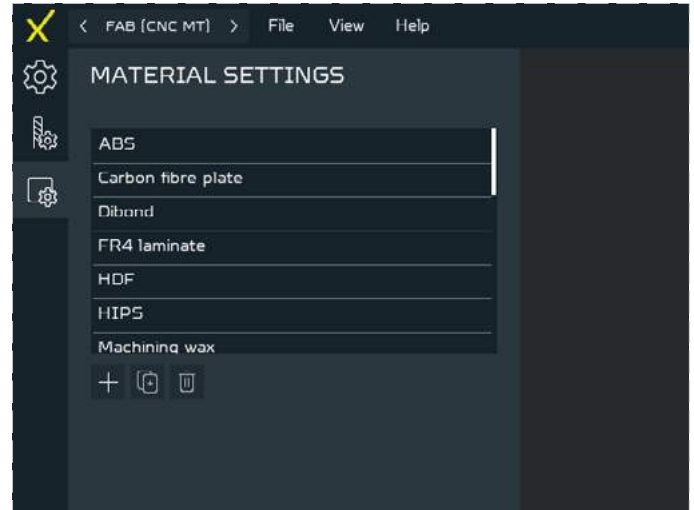 < FAB (CNC MT) > File View Help
MATERIAL SETTINGS
ABS
Carbon fibre plate
Dibond
FR4 laminate
HDF
HIPS
Machining wax